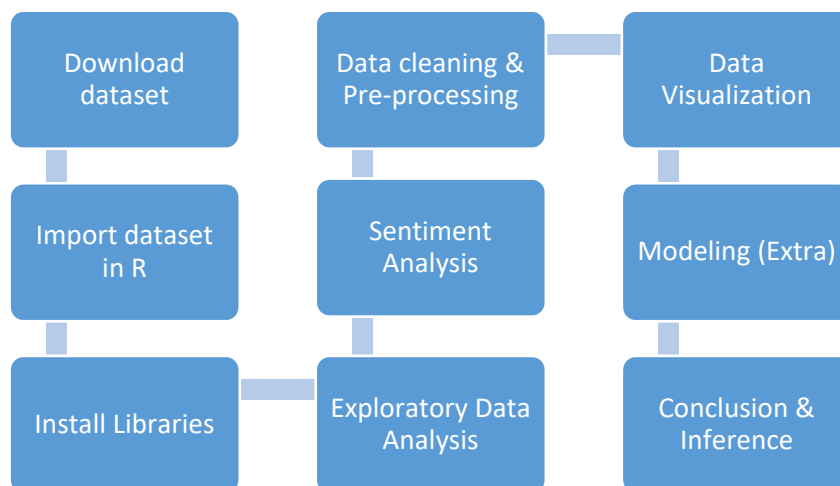 Download
dataset
Import dataset
in R
Install Libraries
Exploratory Data
Analysis
Sentiment
Analysis
Data cleaning &
Pre-processing
Data
Visualization
Modeling (Extra)
Conclusion &
Inference